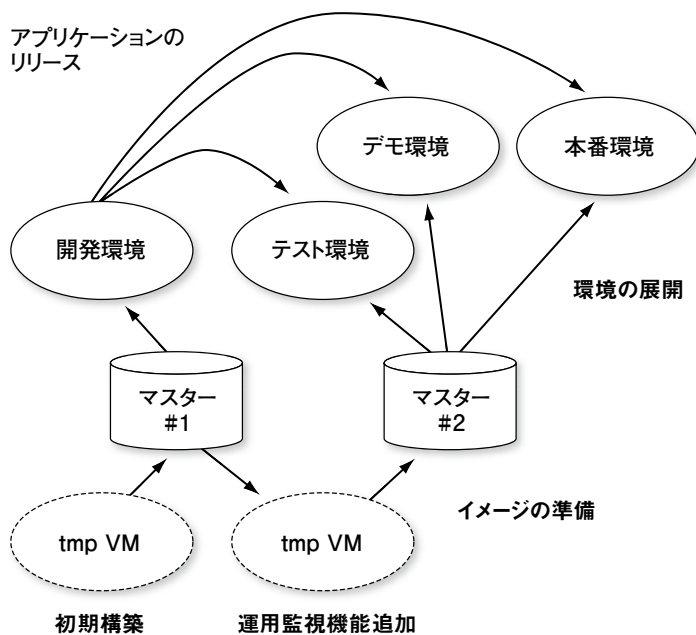 アプリケーションの
リリース
デモ環境
本番環境
開発環境
テスト環境
環境の展開
マスター
#1
マスター
#2
イメージの準備
tmp VM
tmp VM
初期構築
運用監視機能追加